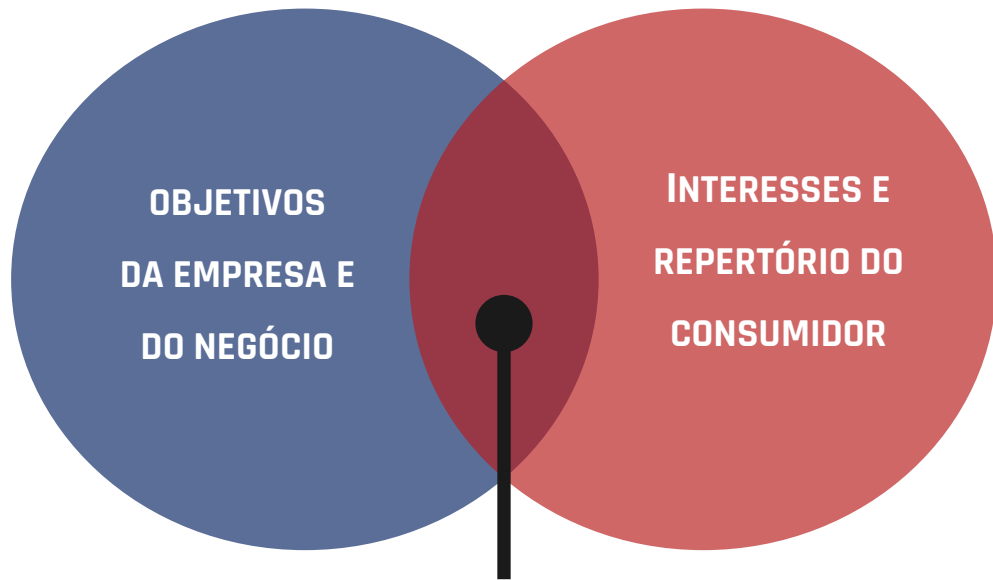 OBJETIVOS
DA EMPRESA E
DO NEGÓCIO
INTERESSES E
REPERTÓRIO DO
CONSUMIDOR